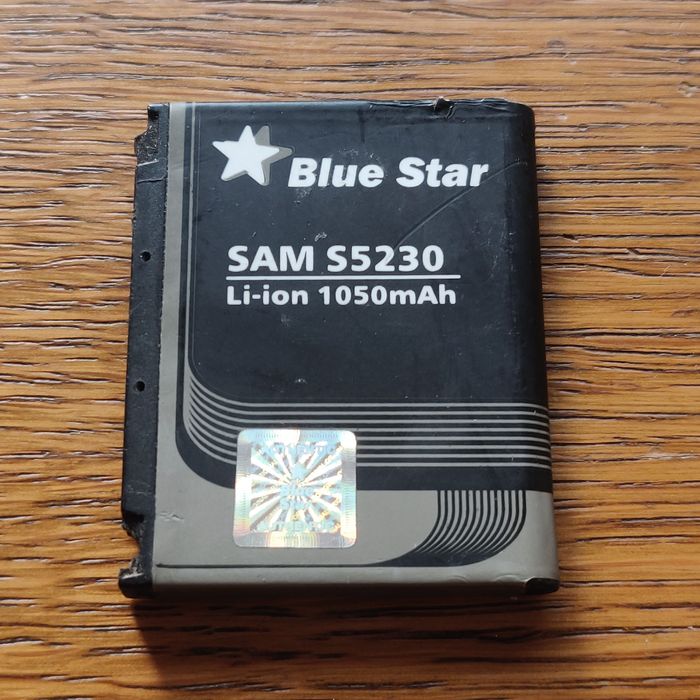 Blue Star
SAM S5230
Li-ion 1050mAh